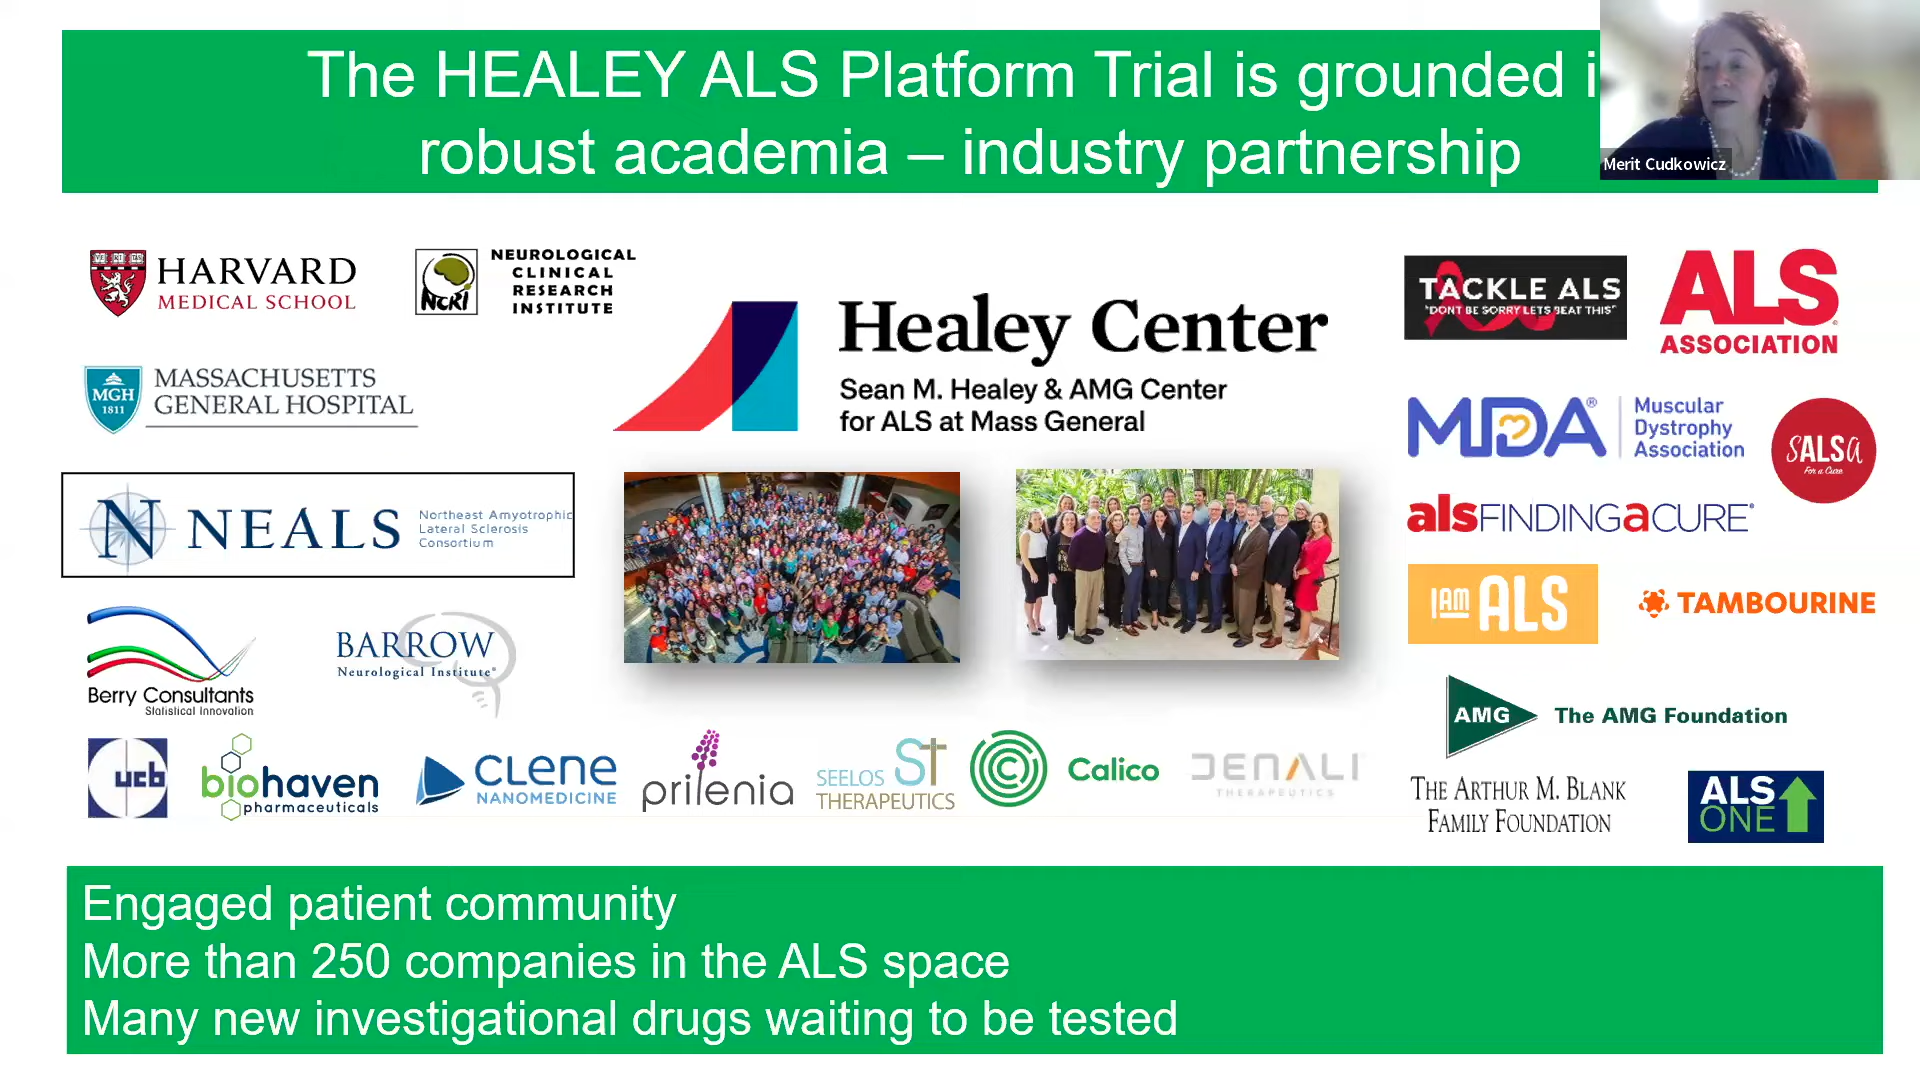 The HEALEY ALS Platform Trial is grounded i
robust academia – industry partnership
Merit Cudkowicz
HARVARD
MEDICAL SCHOOL
NCRI
NEUROLOGICAL
CLINICAL
RESEARCH
INSTITUTE
Healey Center
Sean M. Healey & AMG Center
for ALS at Mass General
TACKLE ALS
"DONT BE SORRY LETS BEAT THIS"
ALS
ASSOCIATION
MGH
1811
MASSACHUSETTS
GENERAL HOSPITAL
MDA®
Muscular
Dystrophy
Association
sALSa
For a Cure
N NEALS
Northeast Amyotrophic
Lateral Sclerosis
Consortium
alsFINDINGaCURE®
I AM ALS
TAMBOURINE
Berry Consultants
Statistical Innovation
BARROW
Neurological Institute®
AMG
The AMG Foundation
ucb
biohaven
pharmaceuticals
CLENE
NANOMEDICINE
prilenia
SEELOS St
THERAPEUTICS
Calico
DENALI
THERAPEUTICS
THE ARTHUR M. BLANK
FAMILY FOUNDATION
ALS
ONE
Engaged patient community
More than 250 companies in the ALS space
Many new investigational drugs waiting to be tested